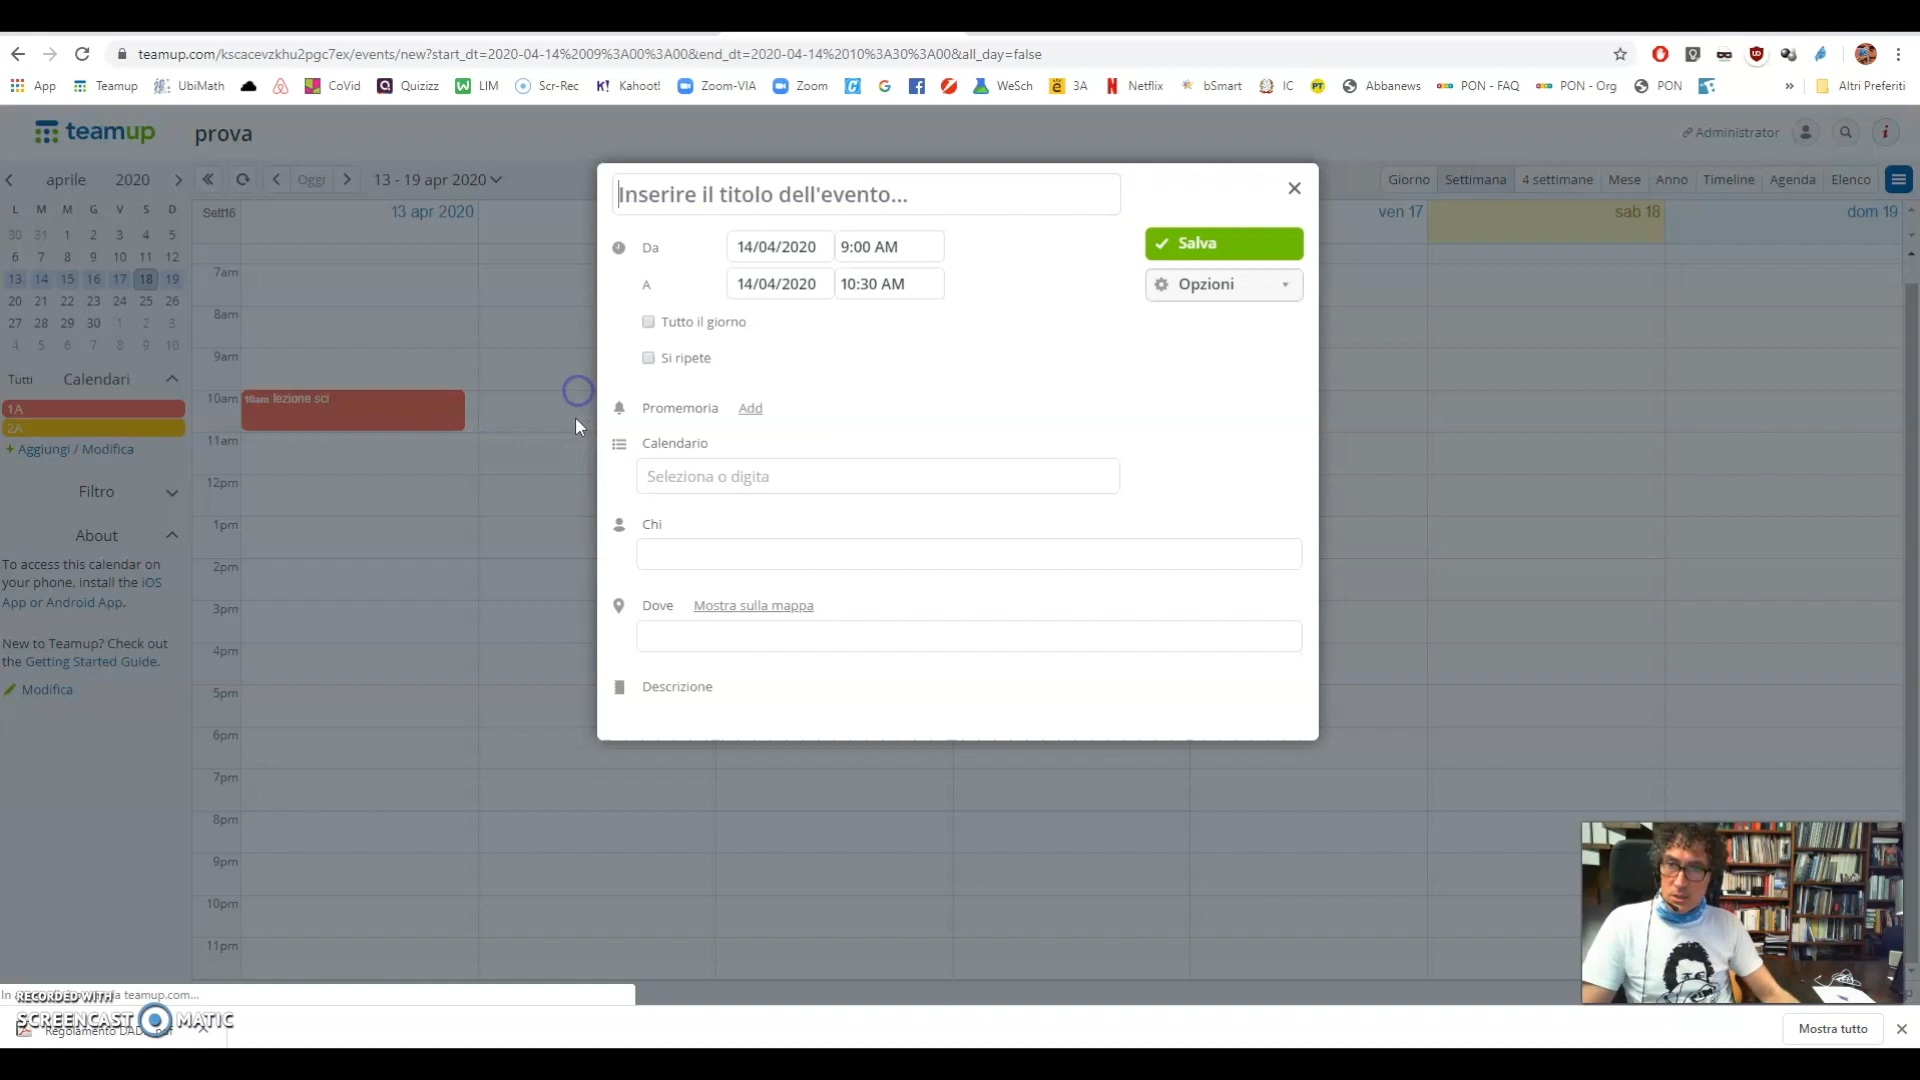 teamup.com/kscacevzkhu2pgc7ex/events/new?start_dt=2020-04-14%2009%3A00%3A00&end_dt=2020-04-14%2010%3A30%3A00&all_day=false
App Teamup UbiMath CoVid Quizizz LIM Scr-Rec Kahoot! Zoom-VIA Zoom WeSch 3A Netflix bSmart IC Abbanews PON - FAQ PON - Org PON » Altri Preferiti
teamup prova Administrator
aprile 2020 Oggi 13 - 19 apr 2020 Giorno Settimana 4 settimane Mese Anno Timeline Agenda Elenco
L M M G V S D
30 31 1 2 3 4 5
6 7 8 9 10 11 12
13 14 15 16 17 18 19
20 21 22 23 24 25 26
27 28 29 30 1 2 3
4 5 6 7 8 9 10
Tutti Calendari
1A
2A
+ Aggiungi / Modifica
Filtro
About
To access this calendar on
your phone, install the iOS
App or Android App.
New to Teamup? Check out
the Getting Started Guide.
Modifica
Sett16 13 apr 2020 ven 17 sab 18 dom 19
7am
8am
9am
10am
10am lezione sci
11am
12pm
1pm
2pm
3pm
4pm
5pm
6pm
7pm
8pm
9pm
10pm
11pm
Inserire il titolo dell'evento...
Da 14/04/2020 9:00 AM
A 14/04/2020 10:30 AM
Salva
Opzioni
Tutto il giorno
Si ripete
Promemoria Add
Calendario
Seleziona o digita
Chi
Dove Mostra sulla mappa
Descrizione
teamup.com...
RECORDED WITH
SCREENCAST MATIC
Regolamento
Mostra tutto